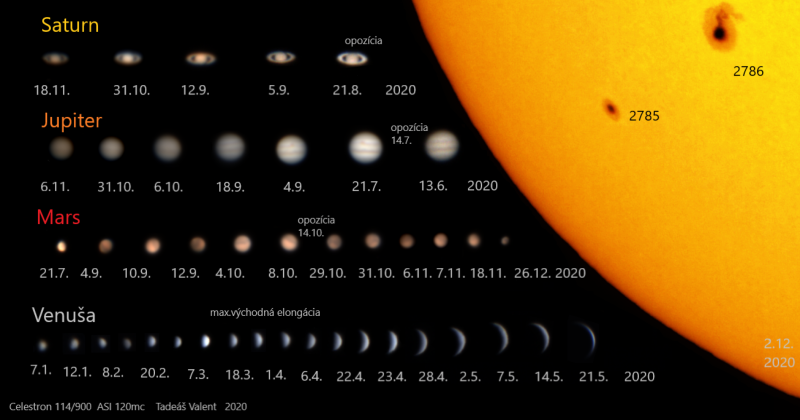 Saturn
opozícia
18.11. 31.10. 12.9. 5.9. 21.8. 2020
2786
2785
Jupiter
opozícia
14.7.
6.11. 31.10. 6.10. 18.9. 4.9. 21.7. 13.6. 2020
Mars
opozícia
14.10.
21.7. 4.9. 10.9. 12.9. 4.10. 8.10. 29.10. 31.10. 6.11. 7.11. 18.11. 26.12. 2020
Venuša
max.východná elongácia
7.1. 12.1. 8.2. 20.2. 7.3. 18.3. 1.4. 6.4. 22.4. 23.4. 28.4. 2.5. 7.5. 14.5. 21.5. 2020
2.12.
2020
Celestron 114/900 ASI 120mc Tadeáš Valent 2020